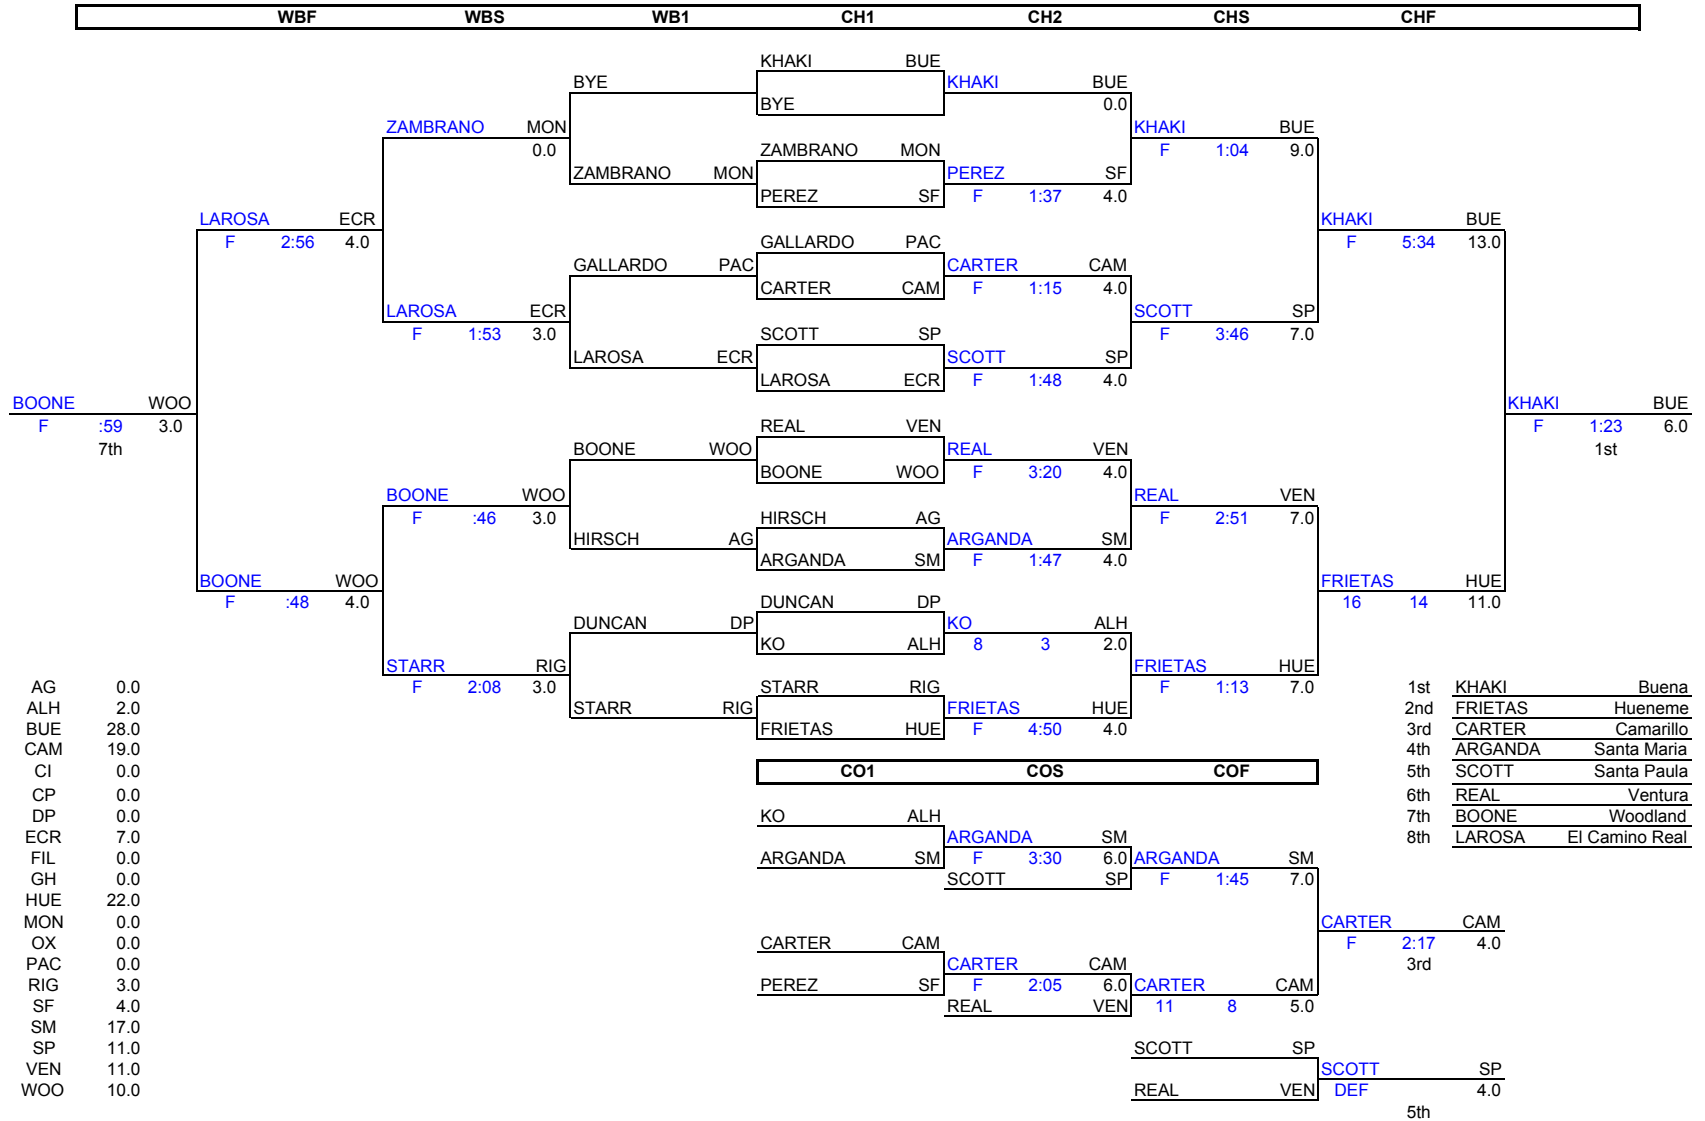 WBF WBS WB1 CH1 CH2 CHS CHF
KHAKI BUE
BYE KHAKI BUE
BYE 0.0
ZAMBRANO MON KHAKI BUE
0.0 ZAMBRANO MON F 1:04 9.0
ZAMBRANO MON PEREZ SF
PEREZ SF F 1:37 4.0
LAROSA ECR KHAKI BUE
F 2:56 4.0 GALLARDO PAC F 5:34 13.0
GALLARDO PAC CARTER CAM
CARTER CAM F 1:15 4.0
LAROSA ECR SCOTT SP
F 1:53 3.0 SCOTT SP F 3:46 7.0
LAROSA ECR SCOTT SP
LAROSA ECR F 1:48 4.0
BOONE WOO KHAKI BUE
F :59 3.0 REAL VEN F 1:23 6.0
7th BOONE WOO REAL VEN 1st
BOONE WOO F 3:20 4.0
BOONE WOO REAL VEN
F :46 3.0 HIRSCH AG F 2:51 7.0
HIRSCH AG ARGANDA SM
ARGANDA SM F 1:47 4.0
BOONE WOO FRIETAS HUE
F :48 4.0 DUNCAN DP 16 14 11.0
DUNCAN DP KO ALH
KO ALH 8 3 2.0
STARR RIG FRIETAS HUE
AG 0.0 F 2:08 3.0 STARR RIG F 1:13 7.0 1st KHAKI Buena
ALH 2.0 STARR RIG FRIETAS HUE 2nd FRIETAS Hueneme
BUE 28.0 FRIETAS HUE F 4:50 4.0 3rd CARTER Camarillo
CAM 19.0 4th ARGANDA Santa Maria
CI 0.0 CO1 COS COF 5th SCOTT Santa Paula
CP 0.0 6th REAL Ventura
DP 0.0 KO ALH 7th BOONE Woodland
ECR 7.0 ARGANDA SM 8th LAROSA El Camino Real
FIL 0.0 ARGANDA SM F 3:30 6.0 ARGANDA SM
GH 0.0 SCOTT SP F 1:45 7.0
HUE 22.0
MON 0.0 CARTER CAM
OX 0.0 CARTER CAM F 2:17 4.0
PAC 0.0 CARTER CAM 3rd
RIG 3.0 PEREZ SF F 2:05 6.0 CARTER CAM
SF 4.0 REAL VEN 11 8 5.0
SM 17.0
SP 11.0 SCOTT SP
VEN 11.0 SCOTT SP
WOO 10.0 REAL VEN DEF 4.0
5th